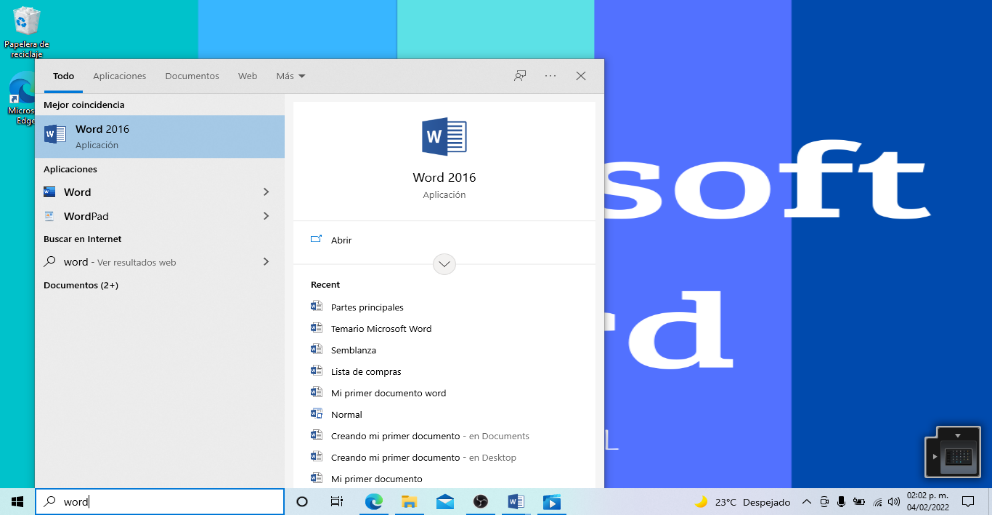 Papelera de
reciclaje
Microsoft
Edge
Todo Aplicaciones Documentos Web Más
Mejor coincidencia
Word 2016
Aplicación
Aplicaciones
Word
WordPad
Buscar en Internet
word - Ver resultados web
Documentos (2+)
Word 2016
Aplicación
Abrir
Recent
Partes principales
Temario Microsoft Word
Semblanza
Lista de compras
Mi primer documento word
Normal
Creando mi primer documento - en Documents
Creando mi primer documento - en Desktop
Mi primer documento
soft
rd
L
word
23°C Despejado
02:02 p. m.
04/02/2022